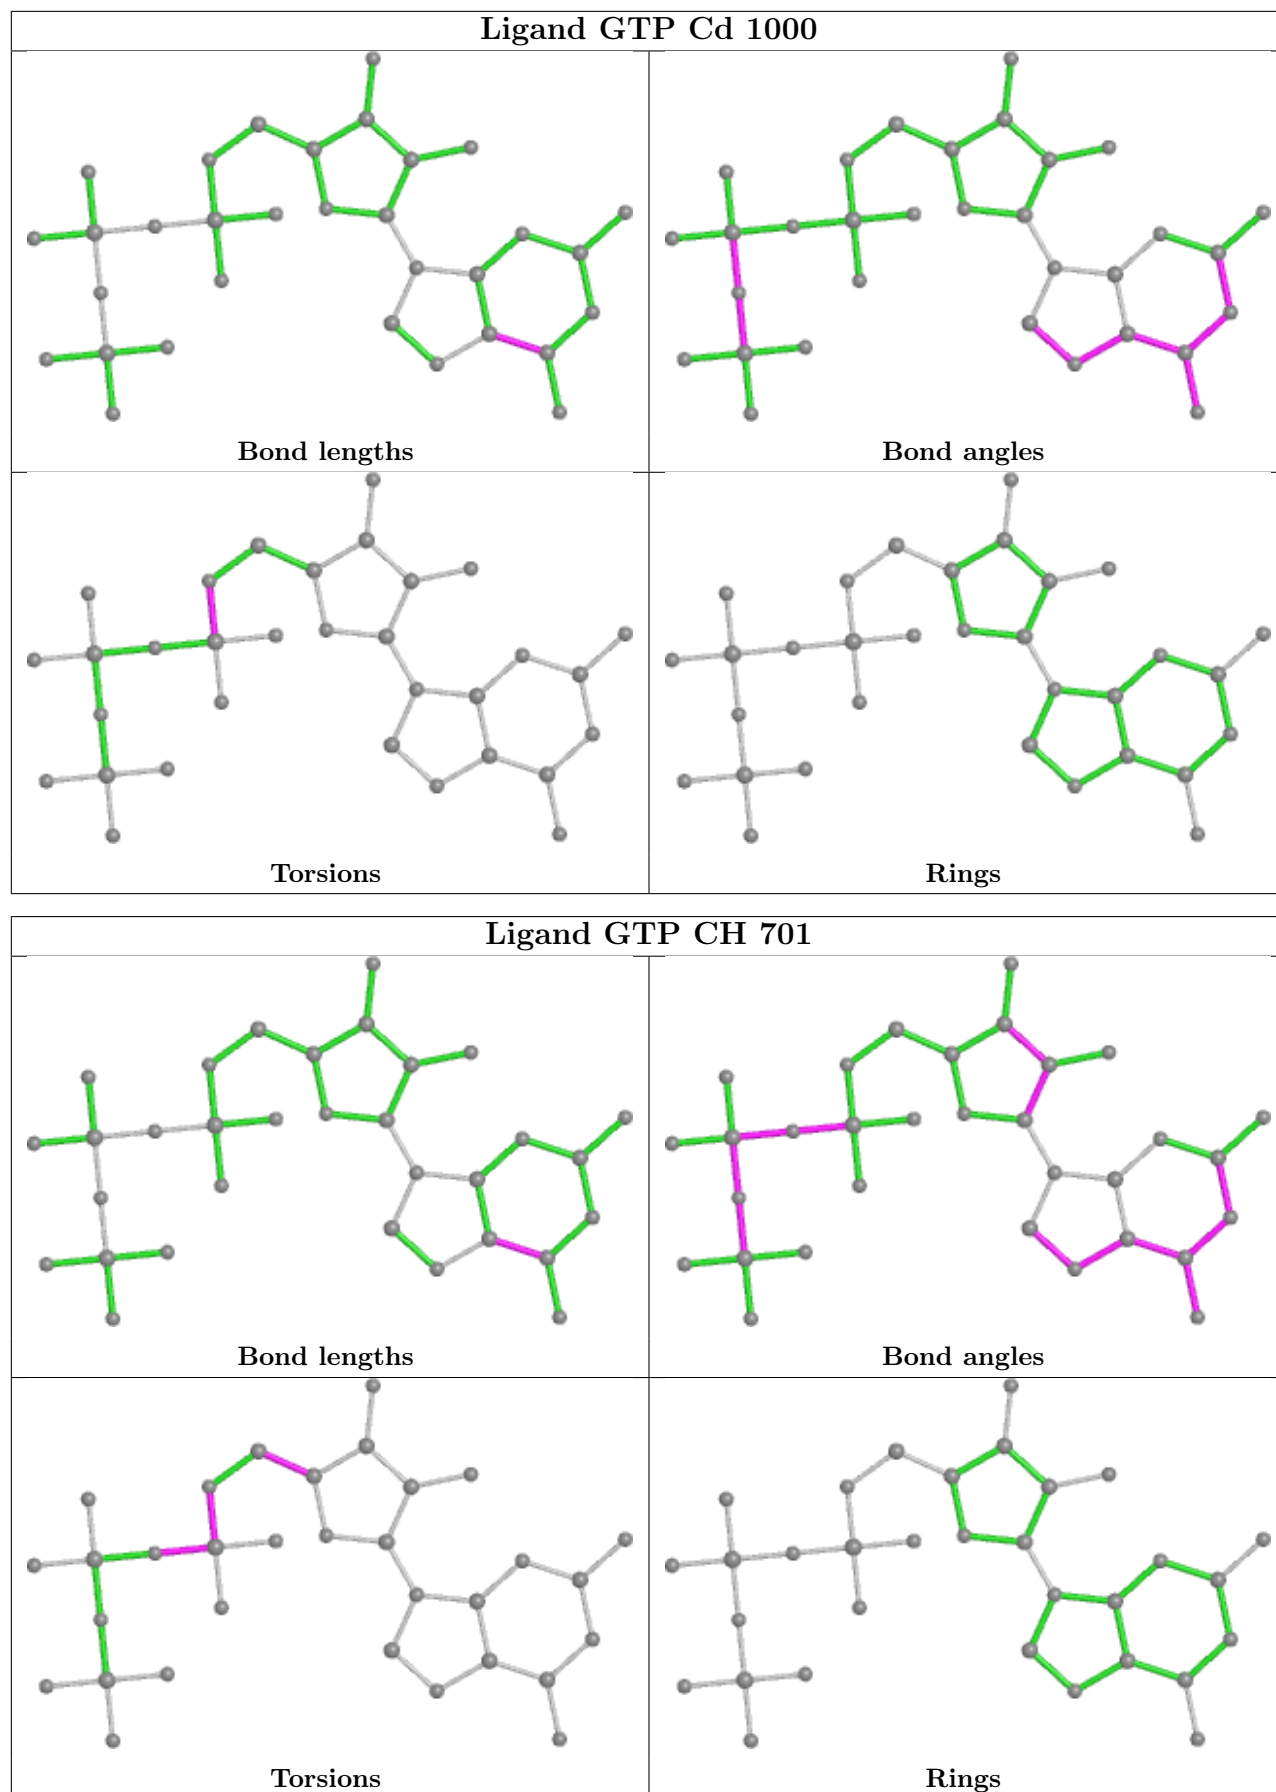 Ligand GTP Cd 1000
Bond lengths
Bond angles
Torsions
Rings
Ligand GTP CH 701
Bond lengths
Bond angles
Torsions
Rings